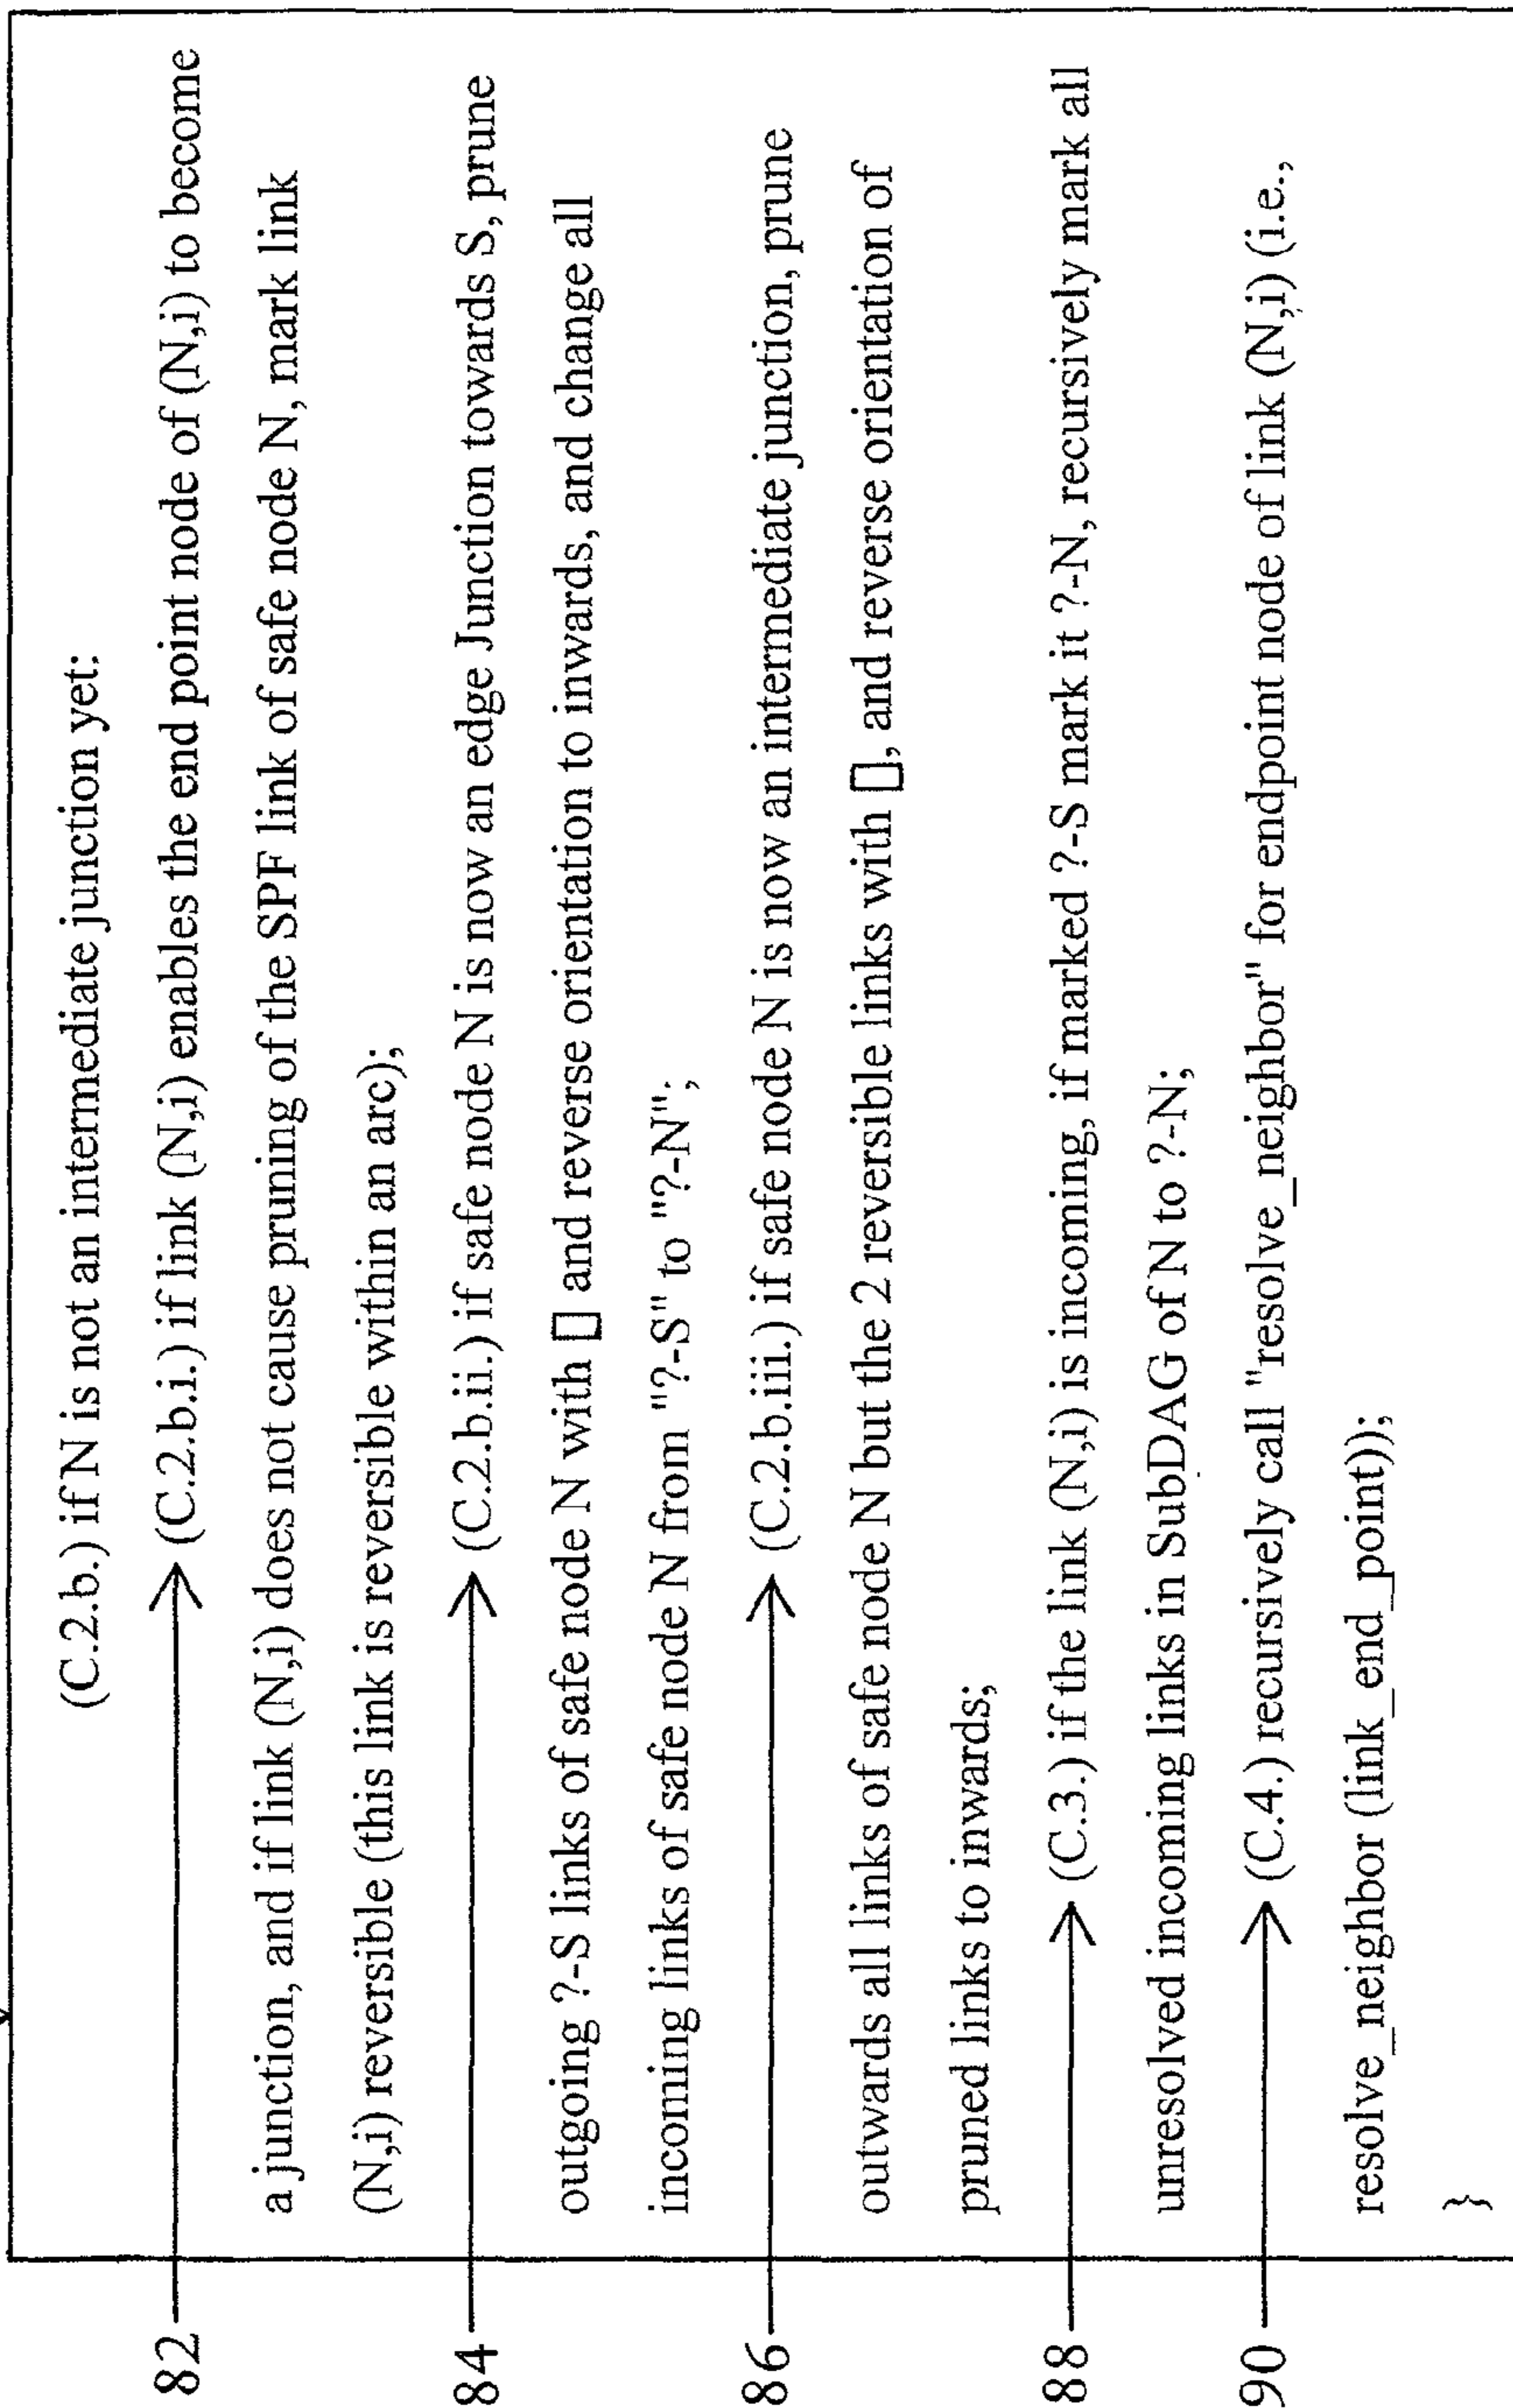 (C.2.b.) if N is not an intermediate junction yet:
82 (C.2.b.i.) if link (N,i) enables the end point node of (N,i) to become
a junction, and if link (N,i) does not cause pruning of the SPF link of safe node N, mark link
(N,i) reversible (this link is reversible within an arc);
84 (C.2.b.ii.) if safe node N is now an edge Junction towards S, prune
outgoing ?-S links of safe node N with [] and reverse orientation to inwards, and change all
incoming links of safe node N from "?-S" to "?-N";
86 (C.2.b.iii.) if safe node N is now an intermediate junction, prune
outwards all links of safe node N but the 2 reversible links with [], and reverse orientation of
pruned links to inwards;
88 (C.3.) if the link (N,i) is incoming, if marked ?-S mark it ?-N, recursively mark all
unresolved incoming links in SubDAG of N to ?-N;
90 (C.4.) recursively call "resolve_neighbor" for endpoint node of link (N,i) (i.e.,
resolve_neighbor (link_end_point));
}